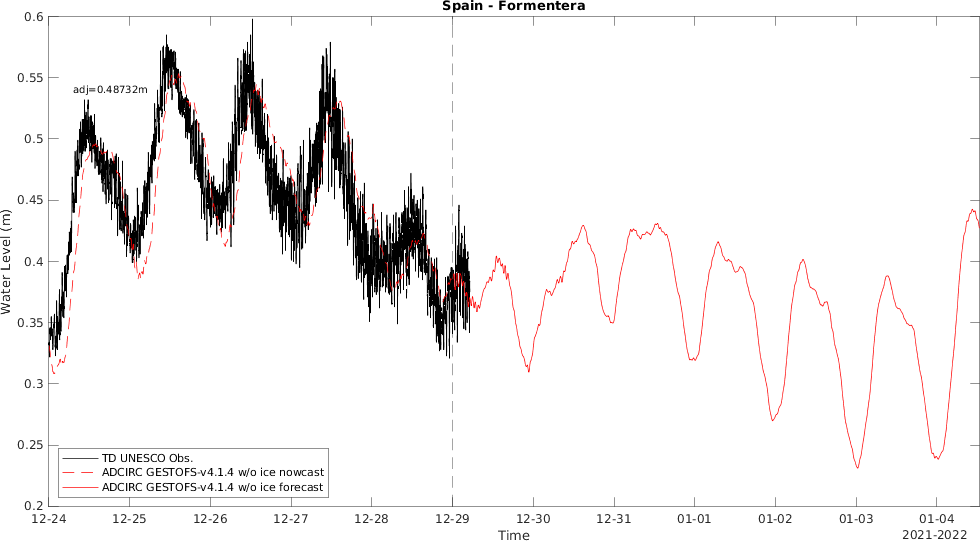 Spain - Formentera
0.6
0.55
0.5
0.45
0.4
0.35
0.3
0.25
0.2
Water Level (m)
adj=0.48732m
TD UNESCO Obs.
ADCIRC GESTOFS-v4.1.4 w/o ice nowcast
ADCIRC GESTOFS-v4.1.4 w/o ice forecast
12-24 12-25 12-26 12-27 12-28 12-29 12-30 12-31 01-01 01-02 01-03 01-04
Time
2021-2022